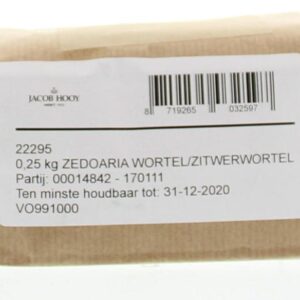 JACOB HOOY
8 719265 032597
22295
0,25 kg ZEDOARIA WORTEL/ZITWERWORTEL
Partij: 00014842 - 170111
Ten minste houdbaar tot: 31-12-2020
VO991000